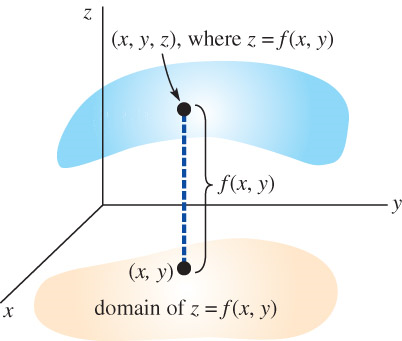 z
(x, y, z), where z = f(x, y)
f(x, y)
y
(x, y)
domain of z = f(x, y)
x